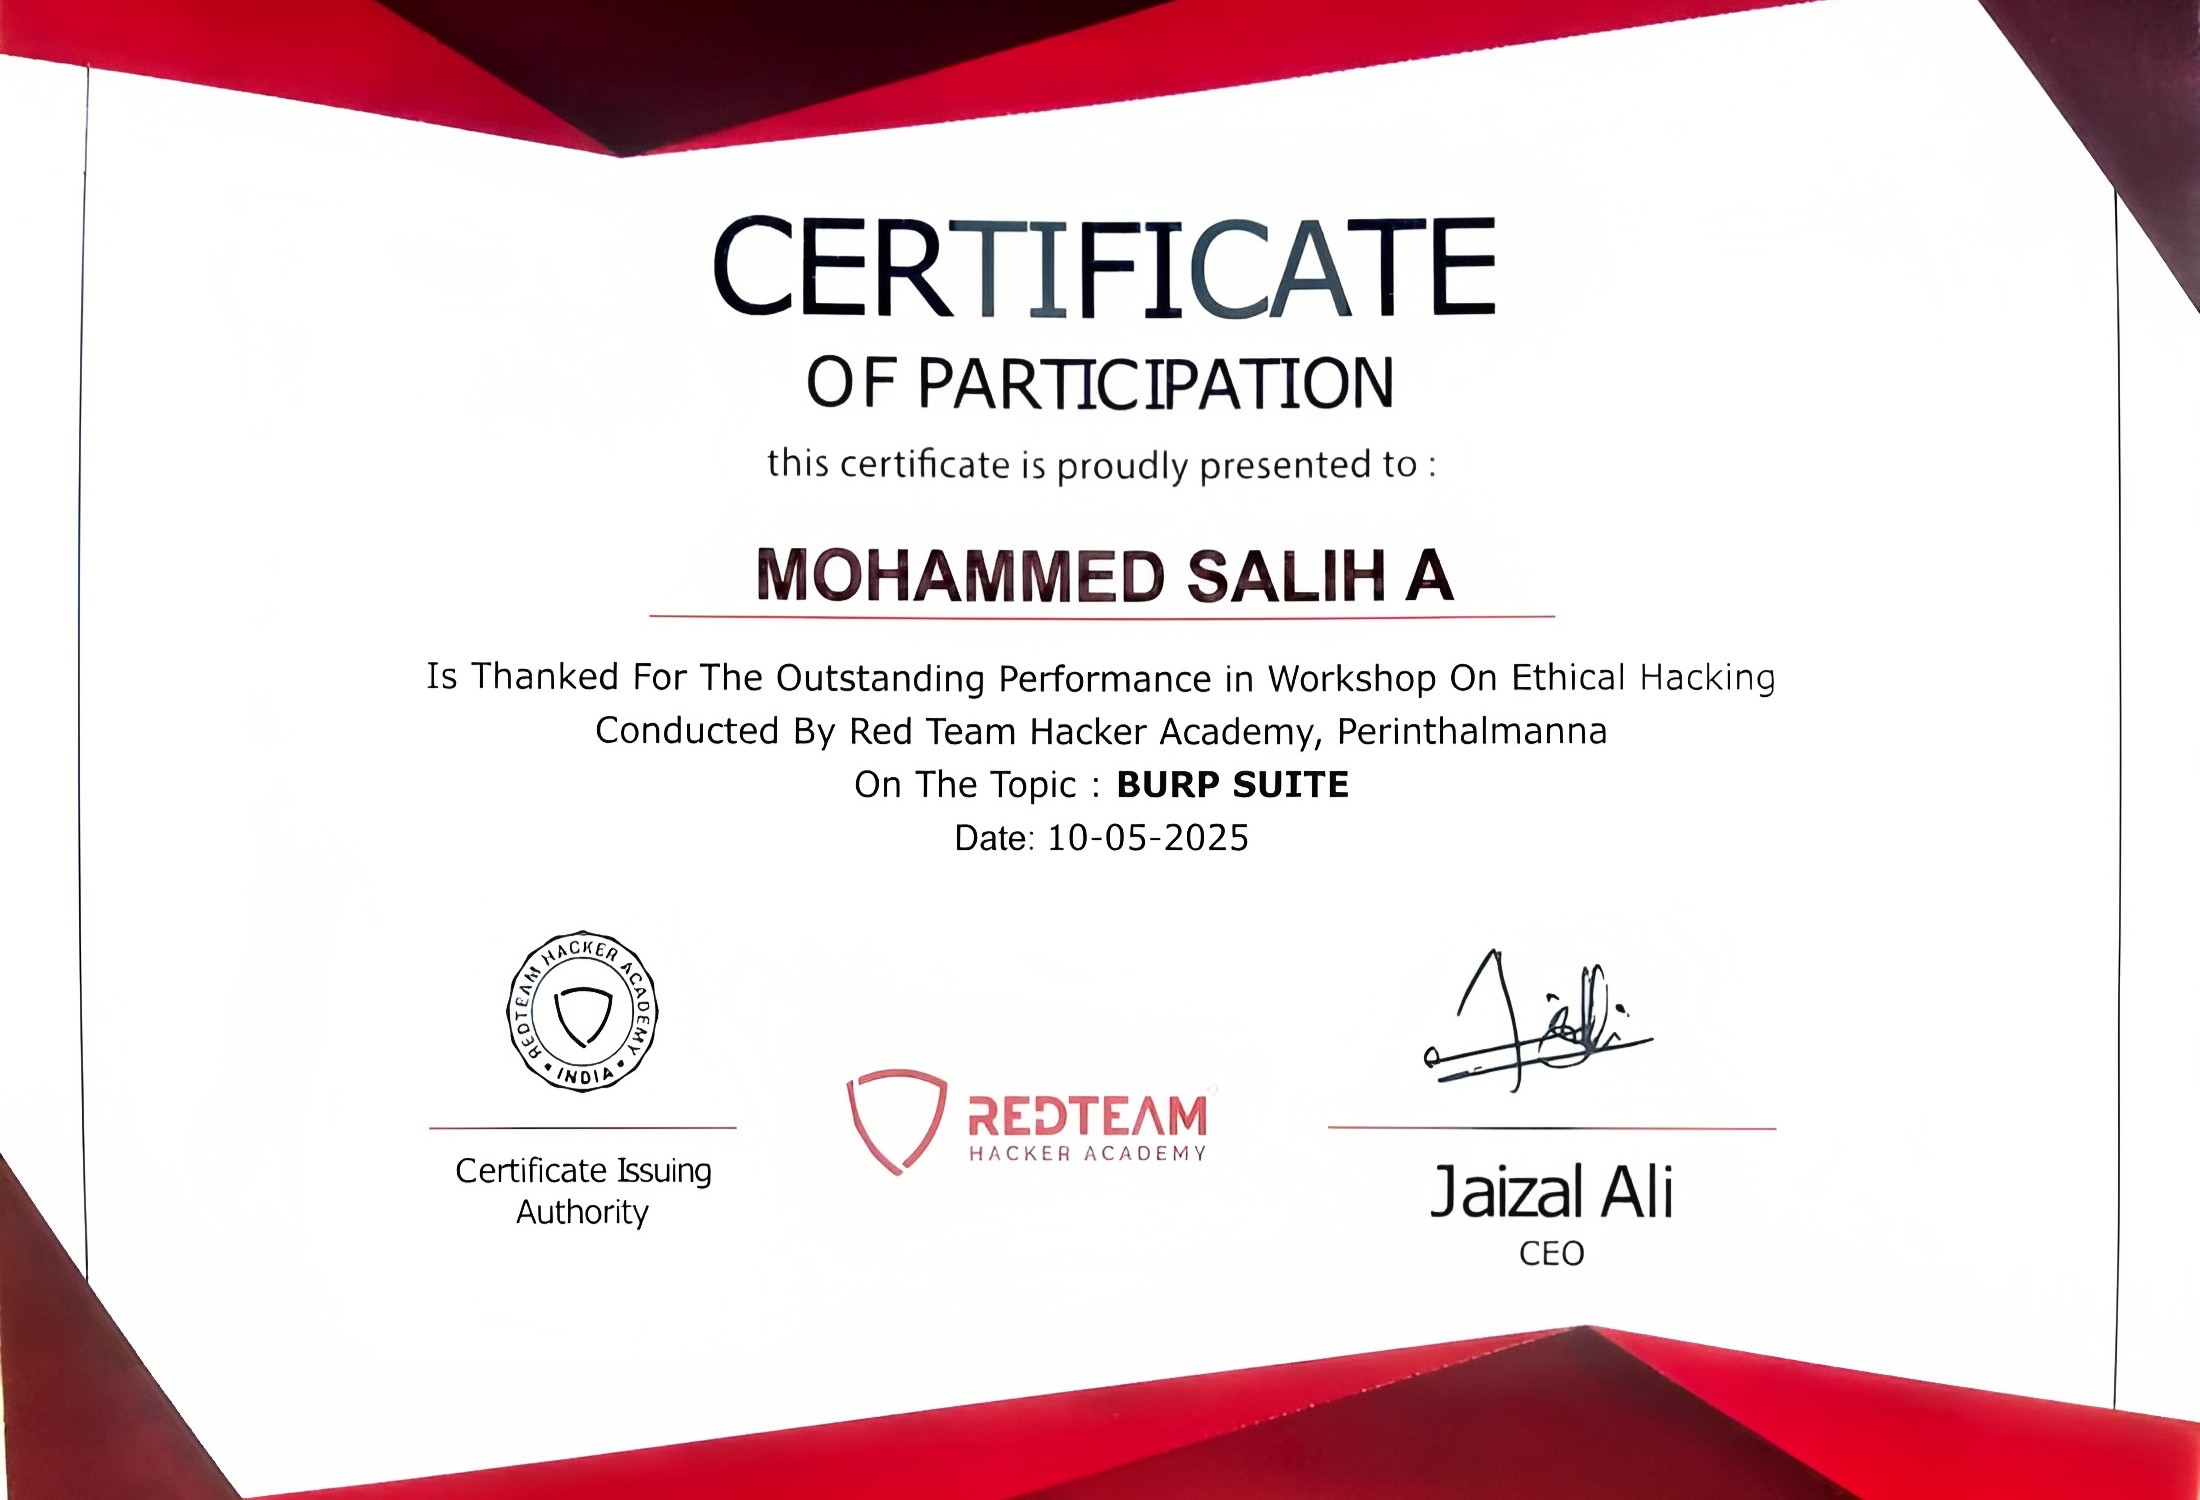 CERTIFICATE
OF PARTICIPATION
this certificate is proudly presented to :
MOHAMMED SALIH A
Is Thanked For The Outstanding Performance in Workshop On Ethical Hacking
Conducted By Red Team Hacker Academy, Perinthalmanna
On The Topic : BURP SUITE
Date: 10-05-2025
REDTEAM HACKER ACADEMY
• INDIA •
Certificate Issuing
Authority
REDTEAM
HACKER ACADEMY
Jaizal Ali
CEO